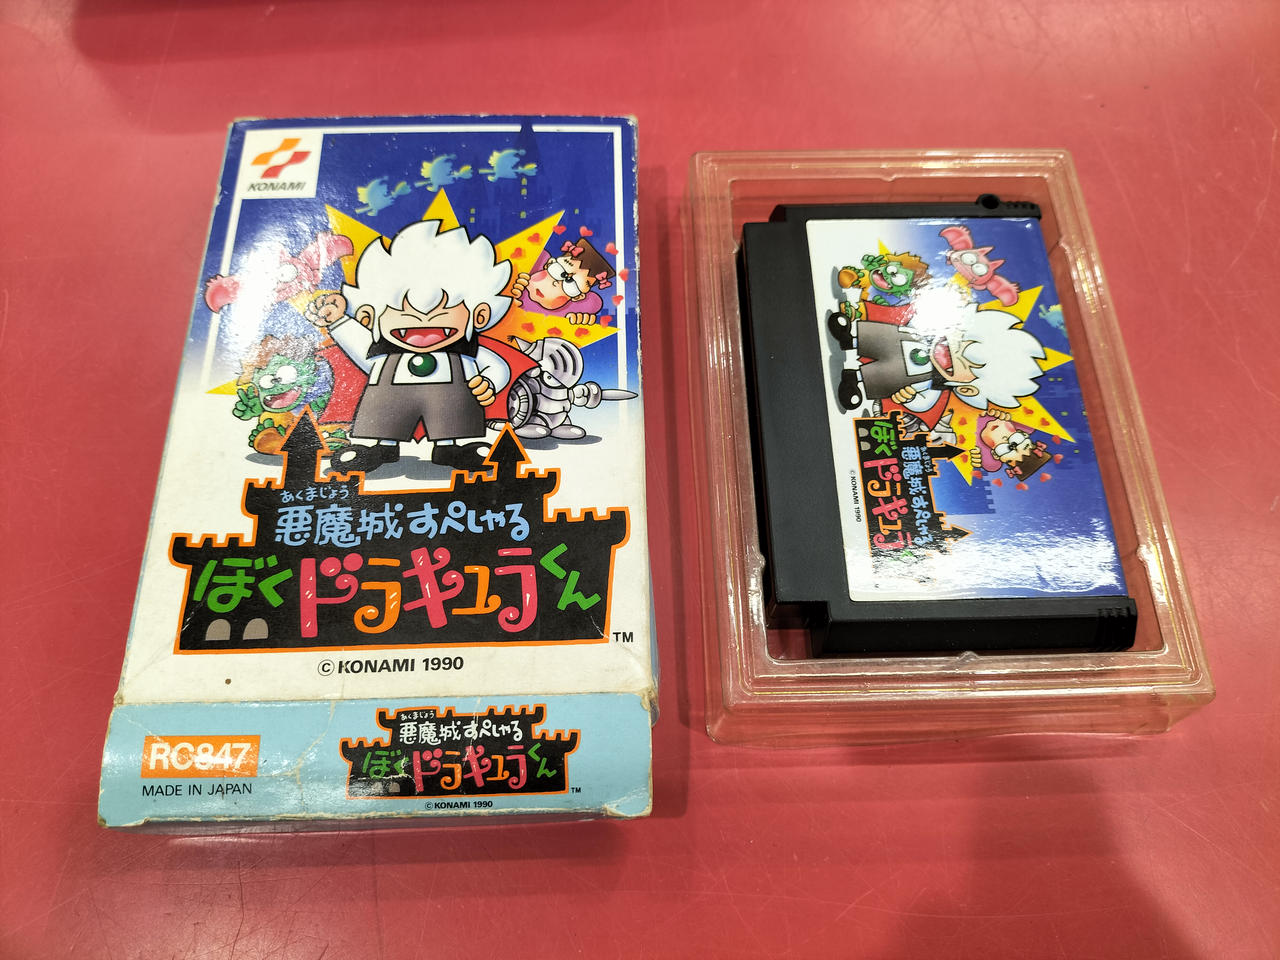 KONAMI
あくまじょう
悪魔城すぺしゃる
ぼくドラキュラくん
TM
© KONAMI 1990
RC847
MADE IN JAPAN
あくまじょう
悪魔城すぺしゃる
ぼくドラキュラくん
TM
© KONAMI 1990
あくまじょう
悪魔城すぺしゃる
ぼくドラキュラ
© KONAMI 1990